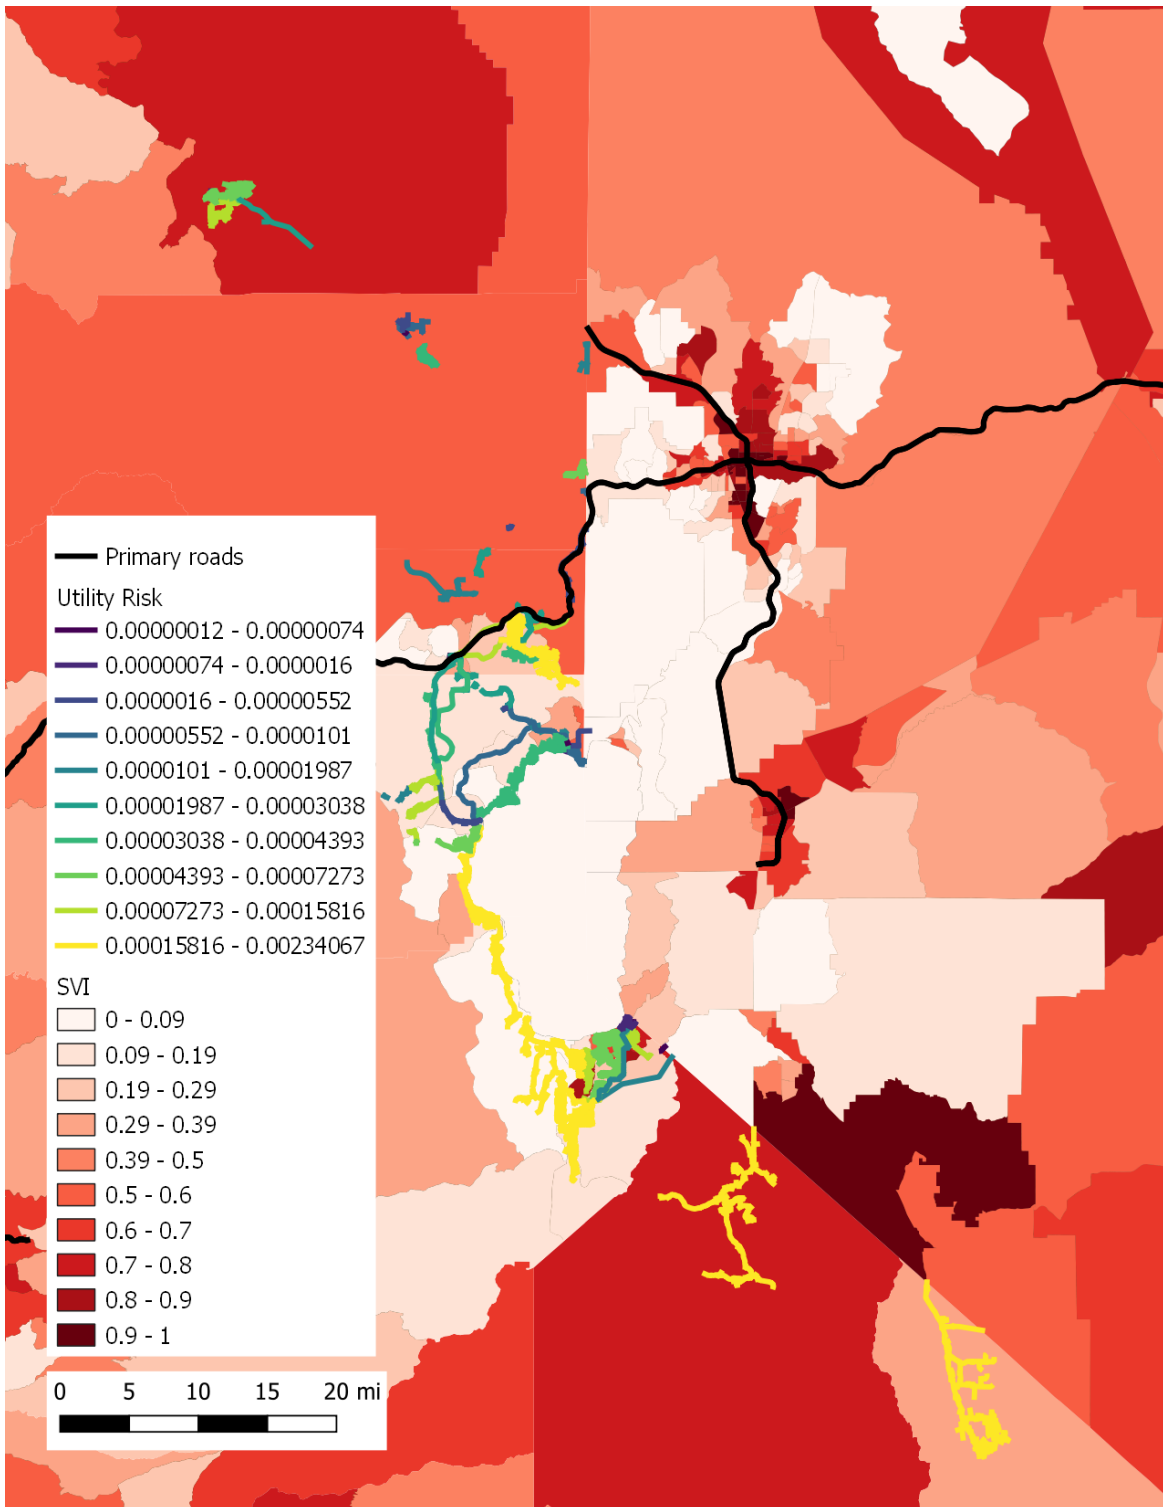 Primary roads
Utility Risk
0.00000012 - 0.00000074
0.00000074 - 0.0000016
0.0000016 - 0.00000552
0.00000552 - 0.0000101
0.0000101 - 0.00001987
0.00001987 - 0.00003038
0.00003038 - 0.00004393
0.00004393 - 0.00007273
0.00007273 - 0.00015816
0.00015816 - 0.00234067
SVI
0 - 0.09
0.09 - 0.19
0.19 - 0.29
0.29 - 0.39
0.39 - 0.5
0.5 - 0.6
0.6 - 0.7
0.7 - 0.8
0.8 - 0.9
0.9 - 1
0 5 10 15 20 mi